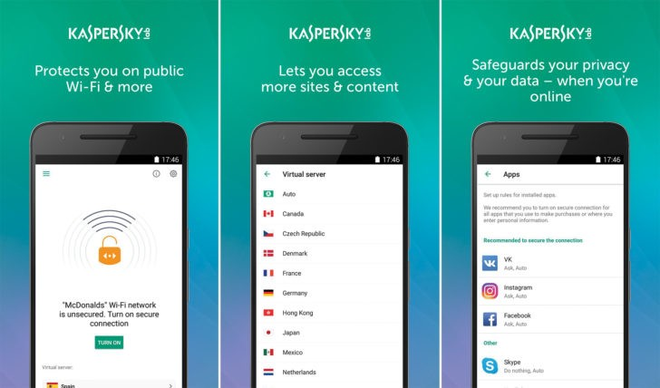 KASPERSKY lab
Protects you on public
Wi-Fi & more
17:46
"McDonalds" Wi-Fi network
is unsecured. Turn on secure
connection
TURN ON
Virtual server:
Spain
KASPERSKY lab
Lets you access
more sites & content
17:46
Virtual server
Auto
Canada
Czech Republic
Denmark
France
Germany
Hong Kong
Japan
Mexico
Netherlands
KASPERSKY lab
Safeguards your privacy
& your data – when you're
online
17:46
Apps
Set up rules for installed apps.
We recommend you to turn on secure connection for
all apps that you use to make purchases or where you
enter personal information.
Recommended to secure the connection
VK
Ask, Auto
Instagram
Ask, Auto
Facebook
Ask, Auto
Other
Skype
Do nothing, Auto